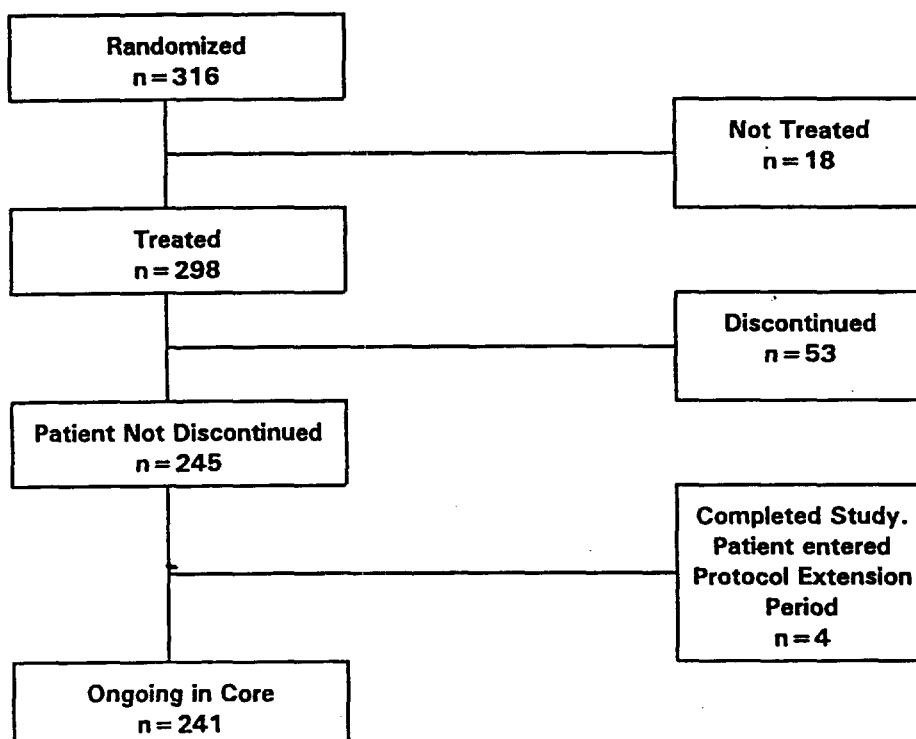 Randomized
n=316
Not Treated
n=18
Treated
n=298
Discontinued
n=53
Patient Not Discontinued
n=245
Completed Study.
Patient entered
Protocol Extension
Period
n=4
Ongoing in Core
n=241